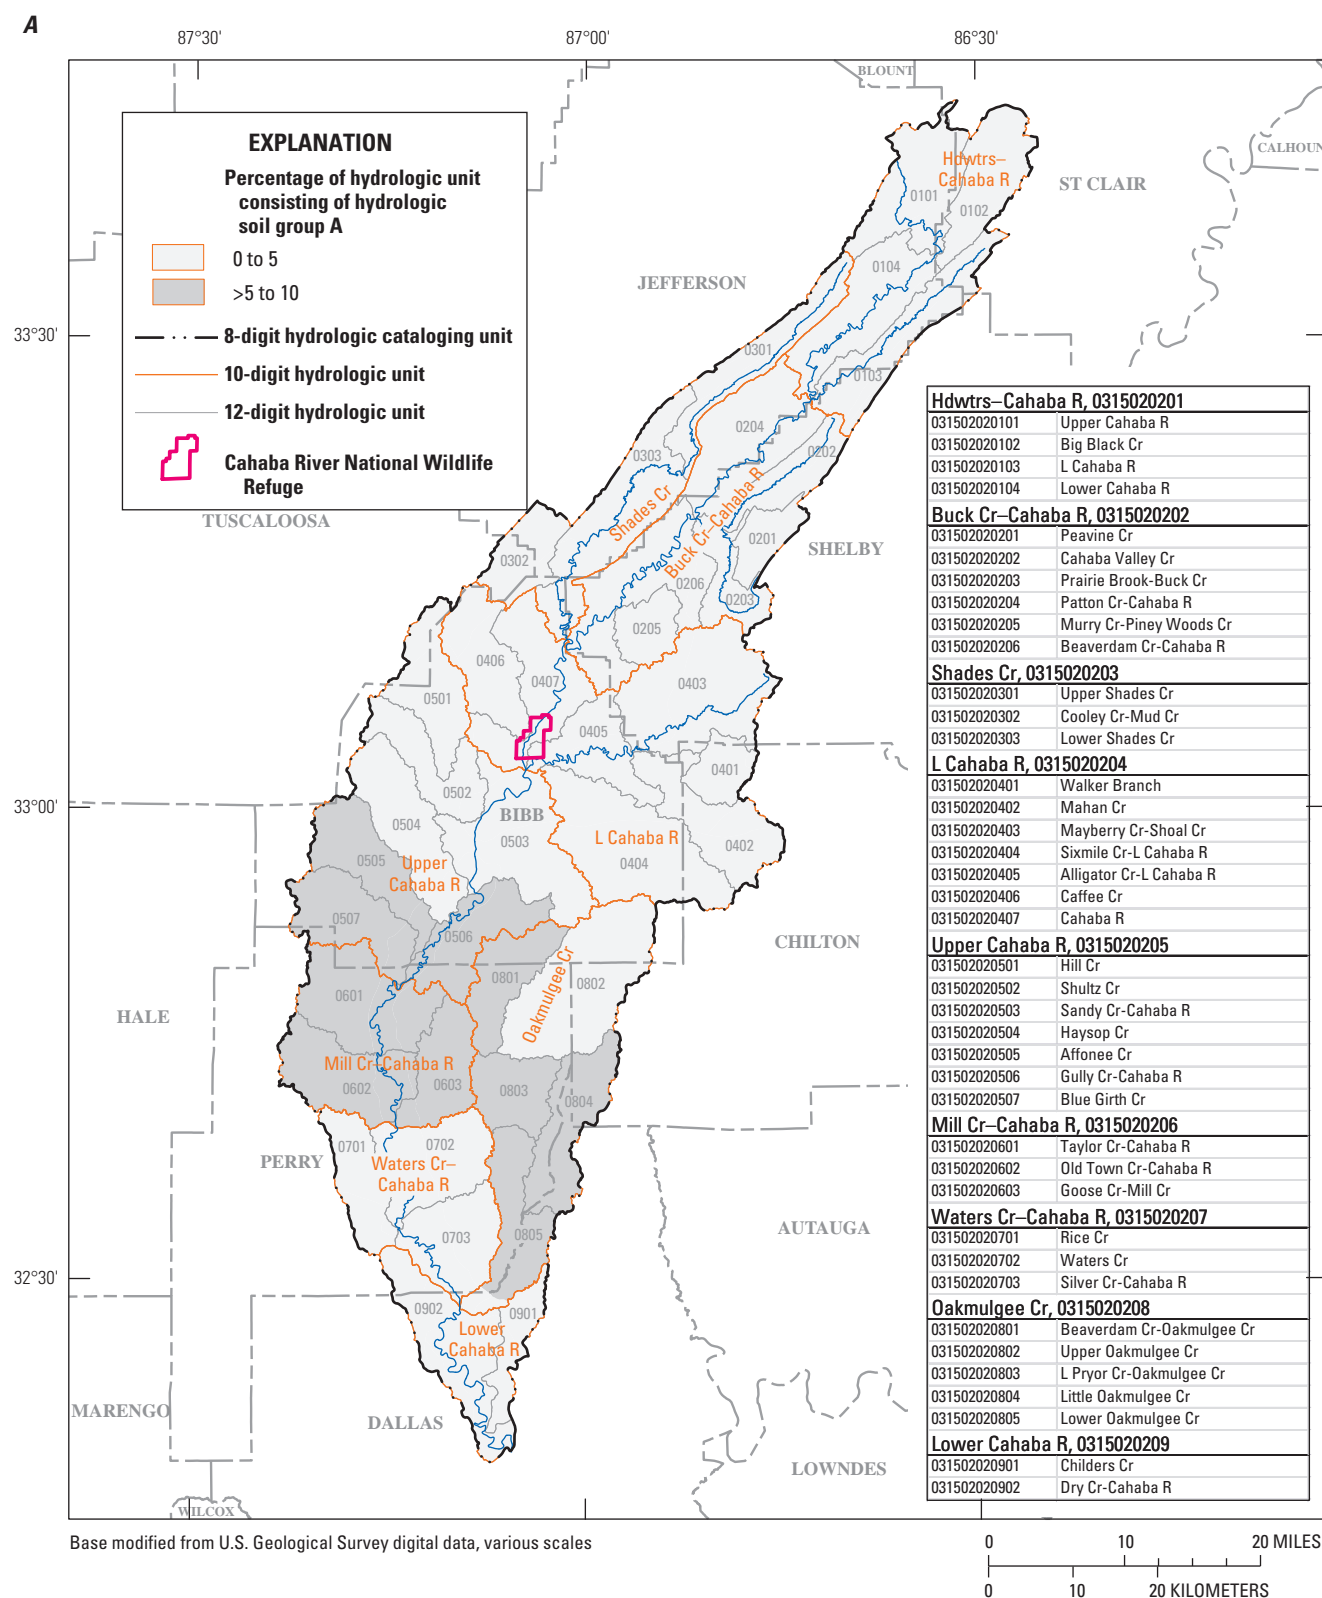 A
87°30'
87°00'
86°30'
BLOUNT
CALHOUN
ST CLAIR
JEFFERSON
EXPLANATION
Percentage of hydrologic unit
consisting of hydrologic
soil group A
0 to 5
>5 to 10
8-digit hydrologic cataloging unit
10-digit hydrologic unit
12-digit hydrologic unit
Cahaba River National Wildlife
Refuge
Hdwtrs–
Cahaba R
0101
0102
0104
33°30'
0301
0103
0204
0202
0303
Shades Cr
Buck Cr–Cahaba R
TUSCALOOSA
0302
0201
SHELBY
0206
0203
0205
0406
0403
0407
0501
0405
0401
0502
33°00'
BIBB
0504
0503
L Cahaba R
0402
0404
0505
Upper
Cahaba R
0507
0506
CHILTON
0801
Oakmulgee Cr
0802
0601
HALE
Mill Cr–Cahaba R
0602
0603
0803
0804
0701
0702
PERRY
Waters Cr–
Cahaba R
AUTAUGA
0703
0805
32°30'
0902
0901
Lower
Cahaba R
MARENGO
DALLAS
LOWNDES
WILCOX
Hdwtrs–Cahaba R, 0315020201
031502020101 Upper Cahaba R
031502020102 Big Black Cr
031502020103 L Cahaba R
031502020104 Lower Cahaba R
Buck Cr–Cahaba R, 0315020202
031502020201 Peavine Cr
031502020202 Cahaba Valley Cr
031502020203 Prairie Brook-Buck Cr
031502020204 Patton Cr-Cahaba R
031502020205 Murry Cr-Piney Woods Cr
031502020206 Beaverdam Cr-Cahaba R
Shades Cr, 0315020203
031502020301 Upper Shades Cr
031502020302 Cooley Cr-Mud Cr
031502020303 Lower Shades Cr
L Cahaba R, 0315020204
031502020401 Walker Branch
031502020402 Mahan Cr
031502020403 Mayberry Cr-Shoal Cr
031502020404 Sixmile Cr-L Cahaba R
031502020405 Alligator Cr-L Cahaba R
031502020406 Caffee Cr
031502020407 Cahaba R
Upper Cahaba R, 0315020205
031502020501 Hill Cr
031502020502 Shultz Cr
031502020503 Sandy Cr-Cahaba R
031502020504 Haysop Cr
031502020505 Affonee Cr
031502020506 Gully Cr-Cahaba R
031502020507 Blue Girth Cr
Mill Cr–Cahaba R, 0315020206
031502020601 Taylor Cr-Cahaba R
031502020602 Old Town Cr-Cahaba R
031502020603 Goose Cr-Mill Cr
Waters Cr–Cahaba R, 0315020207
031502020701 Rice Cr
031502020702 Waters Cr
031502020703 Silver Cr-Cahaba R
Oakmulgee Cr, 0315020208
031502020801 Beaverdam Cr-Oakmulgee Cr
031502020802 Upper Oakmulgee Cr
031502020803 L Pryor Cr-Oakmulgee Cr
031502020804 Little Oakmulgee Cr
031502020805 Lower Oakmulgee Cr
Lower Cahaba R, 0315020209
031502020901 Childers Cr
031502020902 Dry Cr-Cahaba R
Base modified from U.S. Geological Survey digital data, various scales
0 10 20 MILES
0 10 20 KILOMETERS